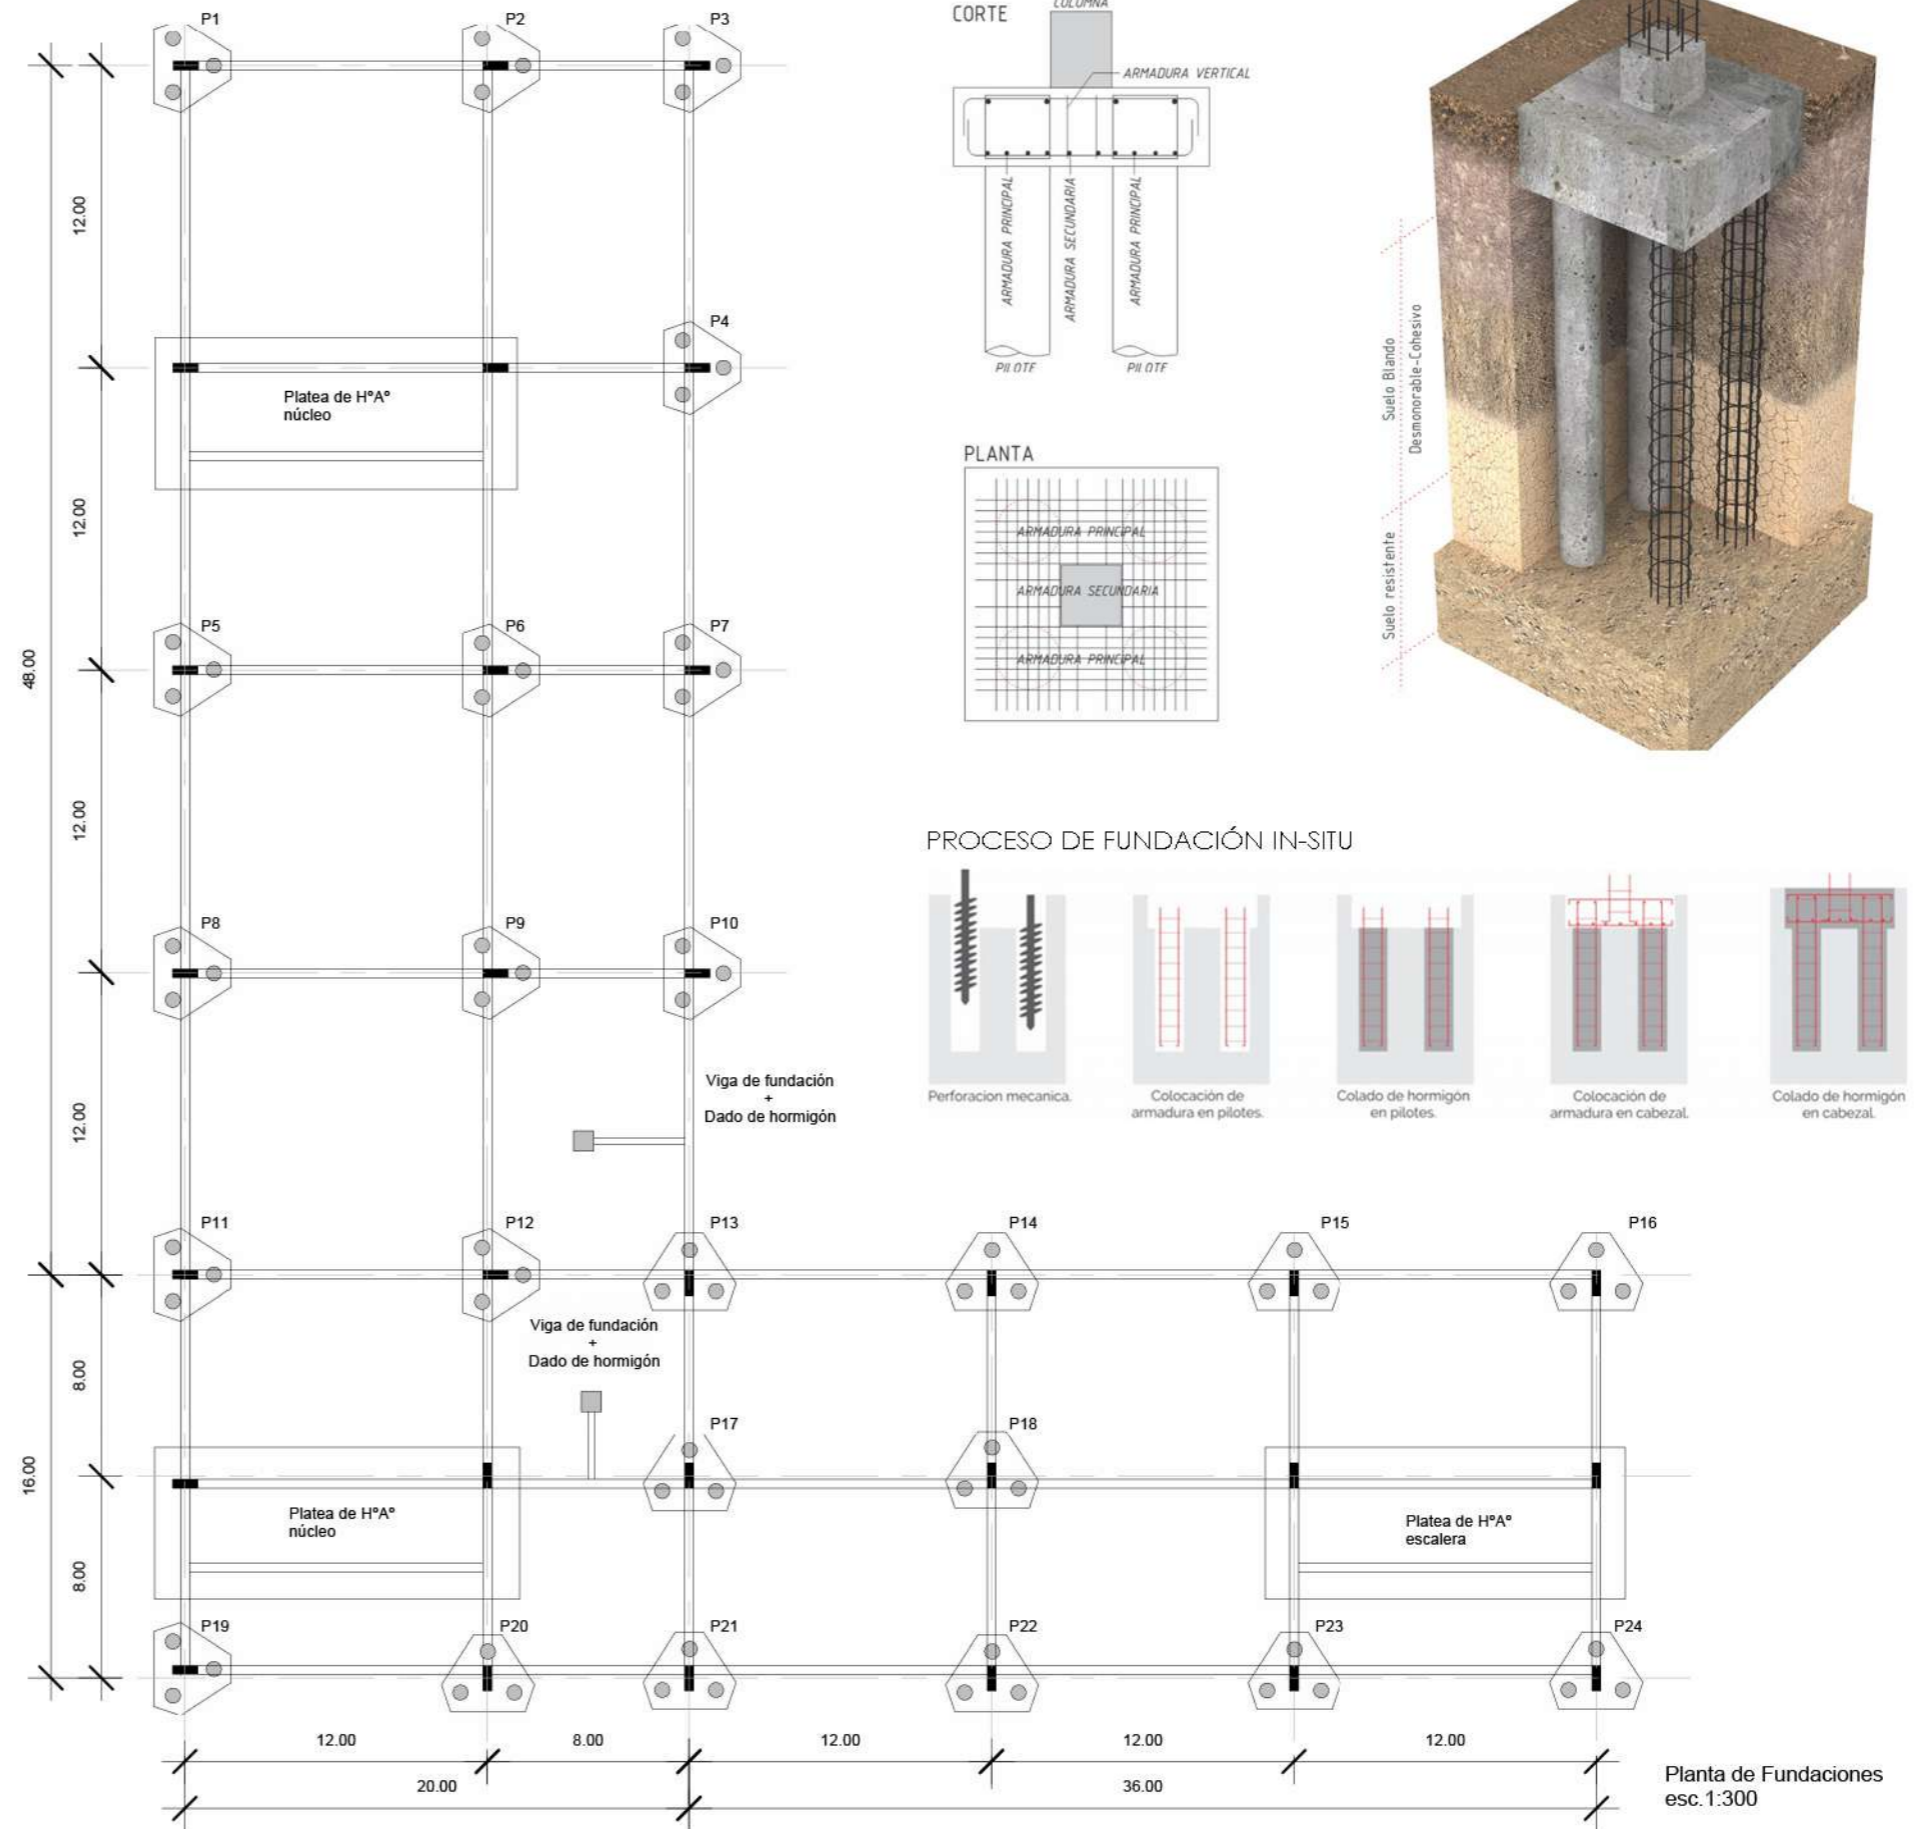 P1
P2
P3
12.00
P4
Platea de HºAº
núcleo
12.00
P5
P6
P7
48.00
12.00
P8
P9
P10
Viga de fundación
+
Dado de hormigón
12.00
P11
P12
P13
P14
P15
P16
Viga de fundación
+
Dado de hormigón
8.00
P17
P18
16.00
Platea de HºAº
núcleo
Platea de HºAº
escalera
8.00
P19
P20
P21
P22
P23
P24
12.00
8.00
12.00
12.00
12.00
20.00
36.00
Planta de Fundaciones
esc.1:300
CORTE
COLUMNA
ARMADURA VERTICAL
ARMADURA PRINCIPAL
ARMADURA SECUNDARIA
ARMADURA PRINCIPAL
PILOTE
PILOTE
PLANTA
ARMADURA PRINCIPAL
ARMADURA SECUNDARIA
ARMADURA PRINCIPAL
Suelo Blando
Desmonorable-Cohesivo
Suelo resistente
PROCESO DE FUNDACIÓN IN-SITU
Perforacion mecanica.
Colocación de
armadura en pilotes.
Colado de hormigón
en pilotes.
Colocación de
armadura en cabezal.
Colado de hormigón
en cabezal.